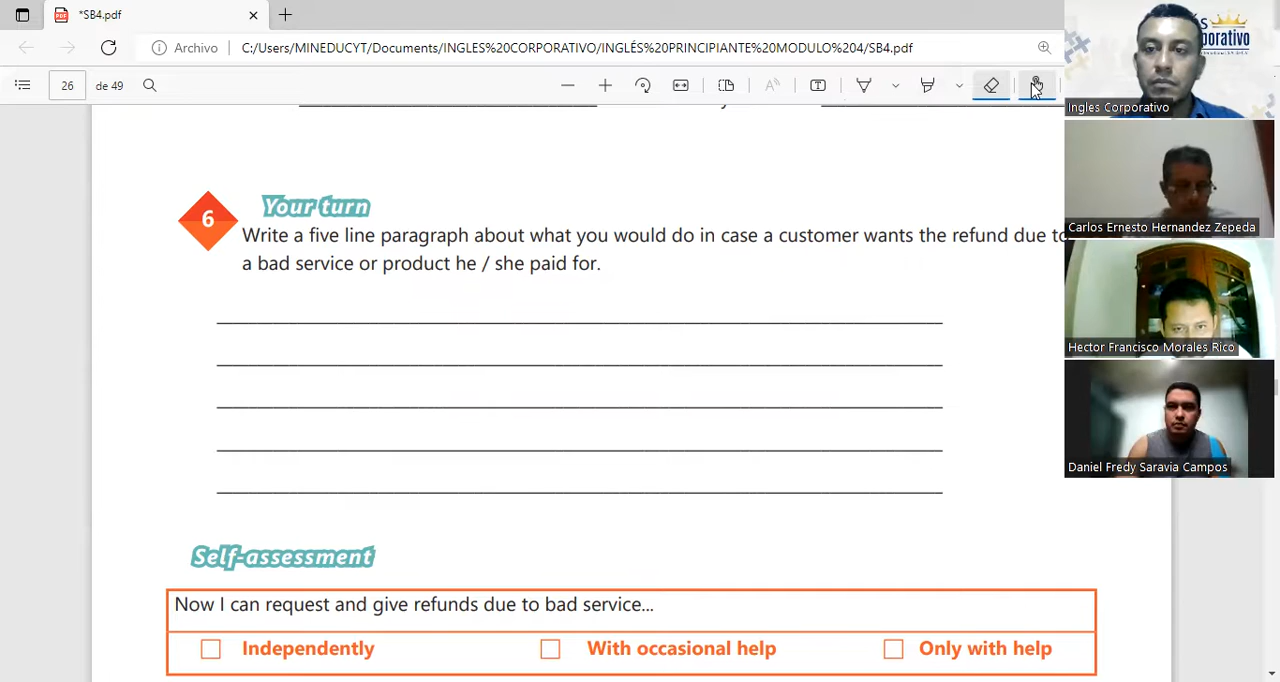 *SB4.pdf
Archivo
C:/Users/MINEDUCYT/Documents/INGLES%20CORPORATIVO/INGLÉS%20PRINCIPIANTE%20MODULO%204/SB4.pdf
26
de 49
6
Your turn
Write a five line paragraph about what you would do in case a customer wants the refund due to
a bad service or product he / she paid for.
Self-assessment
Now I can request and give refunds due to bad service...
Independently
With occasional help
Only with help
Ingles Corporativo
Carlos Ernesto Hernandez Zepeda
Hector Francisco Morales Rico
Daniel Fredy Saravia Campos